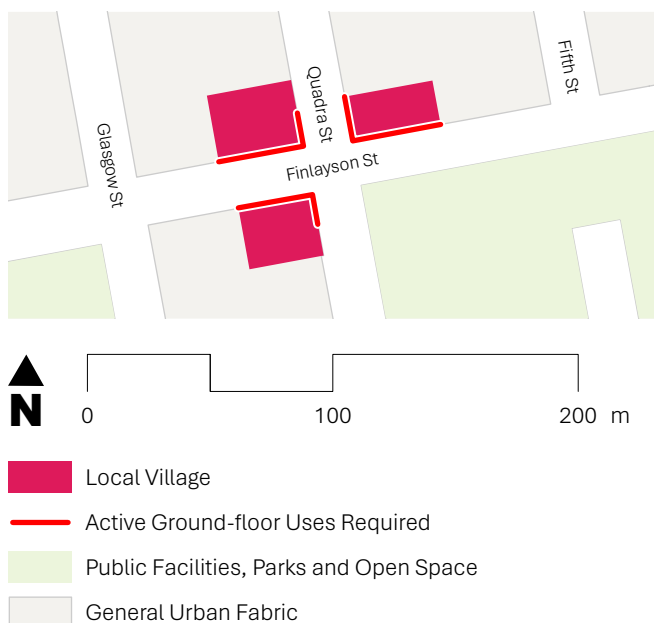 Glasgow St
Quadra St
Fifth St
Finlayson St
N
0 100 200 m
Local Village
Active Ground-floor Uses Required
Public Facilities, Parks and Open Space
General Urban Fabric